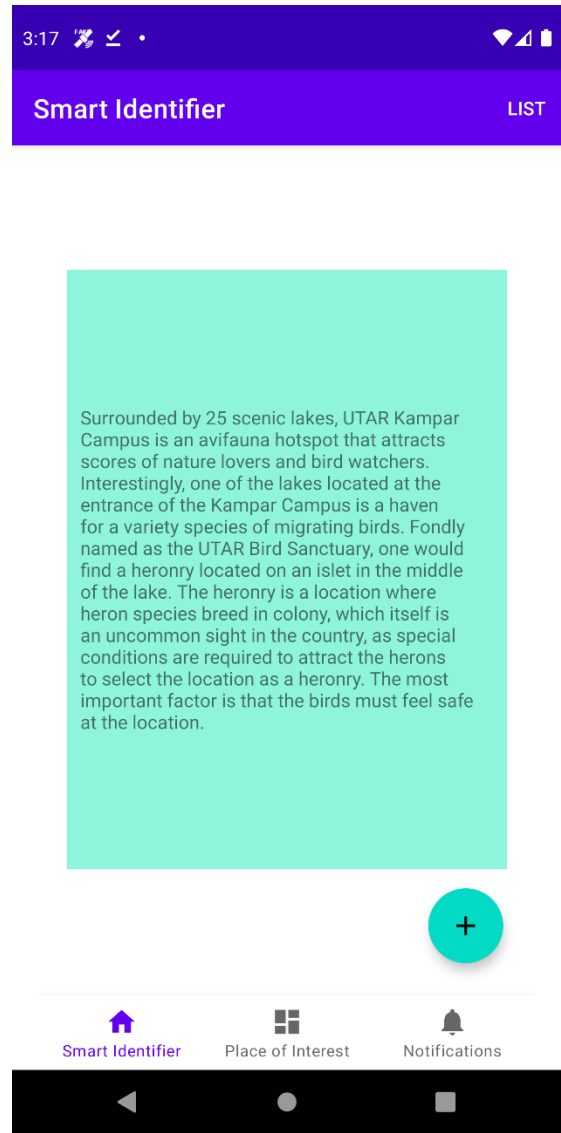 3:17
Smart Identifier
LIST
Surrounded by 25 scenic lakes, UTAR Kampar
Campus is an avifauna hotspot that attracts
scores of nature lovers and bird watchers.
Interestingly, one of the lakes located at the
entrance of the Kampar Campus is a haven
for a variety species of migrating birds. Fondly
named as the UTAR Bird Sanctuary, one would
find a heronry located on an islet in the middle
of the lake. The heronry is a location where
heron species breed in colony, which itself is
an uncommon sight in the country, as special
conditions are required to attract the herons
to select the location as a heronry. The most
important factor is that the birds must feel safe
at the location.
+
Smart Identifier
Place of Interest
Notifications